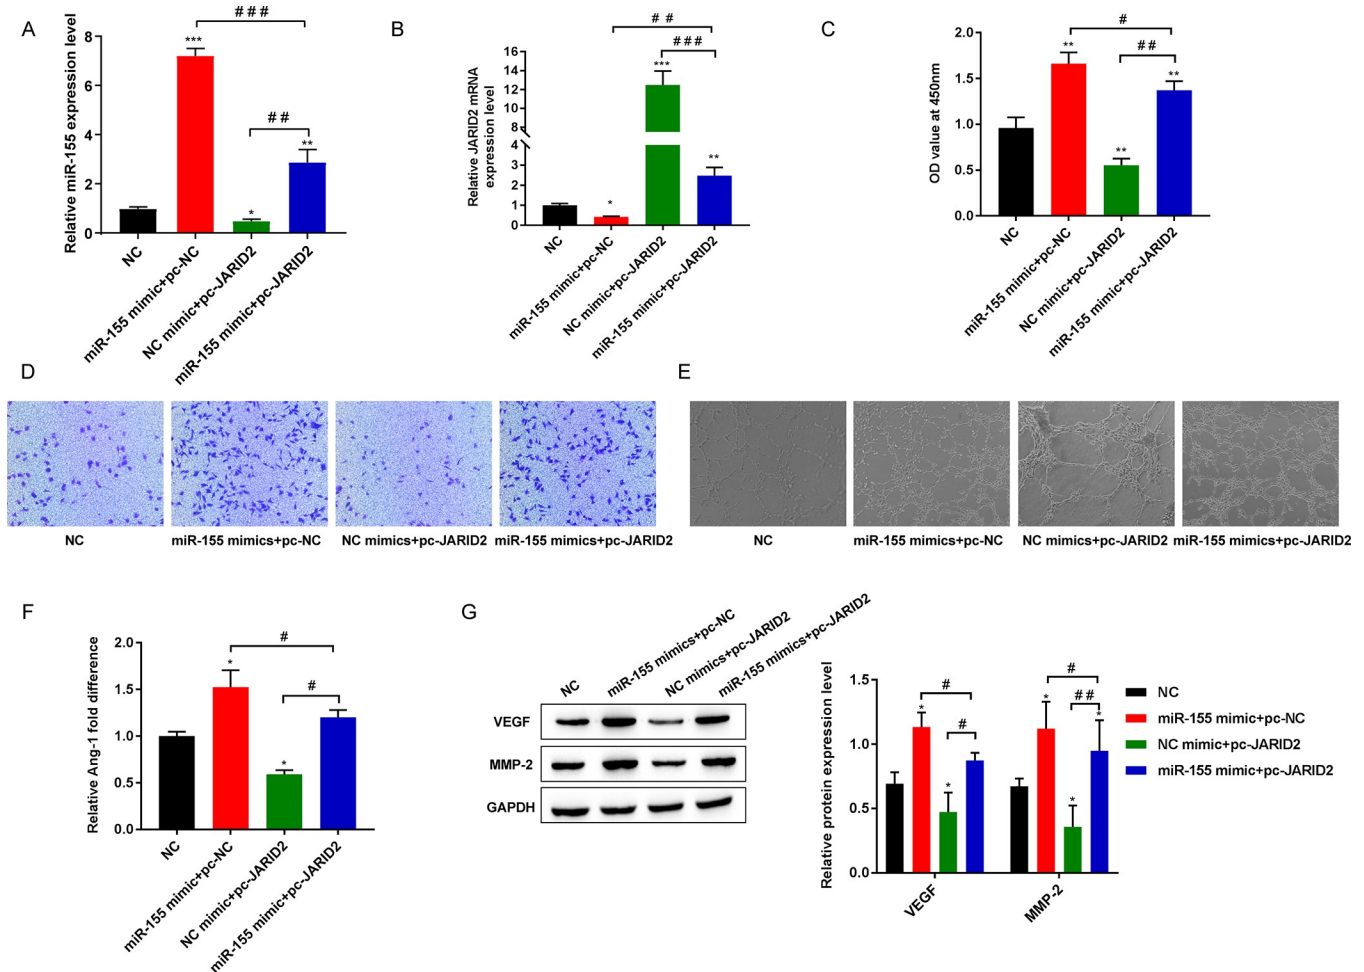 A
Relative miR-155 expression level
8
6
4
2
0
***
*
**
# # #
# #
NC
miR-155 mimic+pc-NC
NC mimic+pc-JARID2
miR-155 mimic+pc-JARID2
B
Relative JARID2 mRNA
expression level
16
14
12
10
8
4
3
2
1
0
*
***
**
# #
# # #
NC
miR-155 mimic+pc-NC
NC mimic+pc-JARID2
miR-155 mimic+pc-JARID2
C
OD value at 450nm
2.0
1.5
1.0
0.5
0.0
**
**
**
#
# #
NC
miR-155 mimic+pc-NC
NC mimic+pc-JARID2
miR-155 mimic+pc-JARID2
D
NC
miR-155 mimics+pc-NC
NC mimics+pc-JARID2
miR-155 mimics+pc-JARID2
E
NC
miR-155 mimics+pc-NC
NC mimics+pc-JARID2
miR-155 mimics+pc-JARID2
F
Relative Ang-1 fold difference
2.0
1.5
1.0
0.5
0.0
*
*
#
#
NC
miR-155 mimic+pc-NC
NC mimic+pc-JARID2
miR-155 mimic+pc-JARID2
G
NC
miR-155 mimics+pc-NC
NC mimics+pc-JARID2
miR-155 mimics+pc-JARID2
VEGF
MMP-2
GAPDH
Relative protein expression level
1.5
1.0
0.5
0.0
*
*
#
#
*
*
*
#
# #
VEGF
MMP-2
NC
miR-155 mimic+pc-NC
NC mimic+pc-JARID2
miR-155 mimic+pc-JARID2